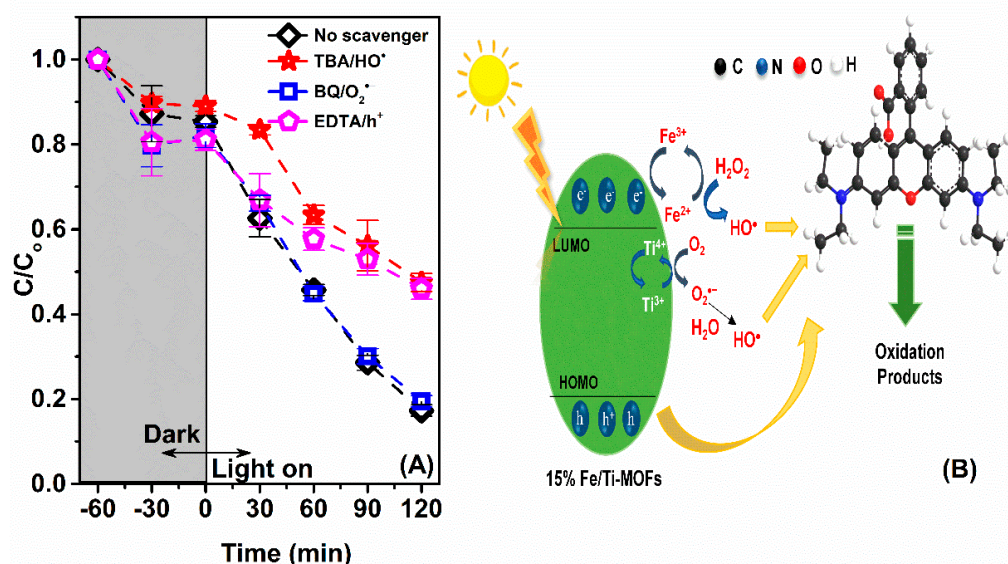 C/Cₒ
1.0
0.8
0.6
0.4
0.2
0.0
No scavenger
TBA/HO•
BQ/O₂•
EDTA/h⁺
Dark
Light on
(A)
-60 -30 0 30 60 90 120
Time (min)
C N O H
Fe³⁺
H₂O₂
e⁻ e⁻ e⁻
Fe²⁺
HO•
LUMO
Ti⁴⁺ O₂
Ti³⁺ O₂•⁻
H₂O
HO•
HOMO
h h⁺ h
15% Fe/Ti-MOFs
Oxidation
Products
(B)